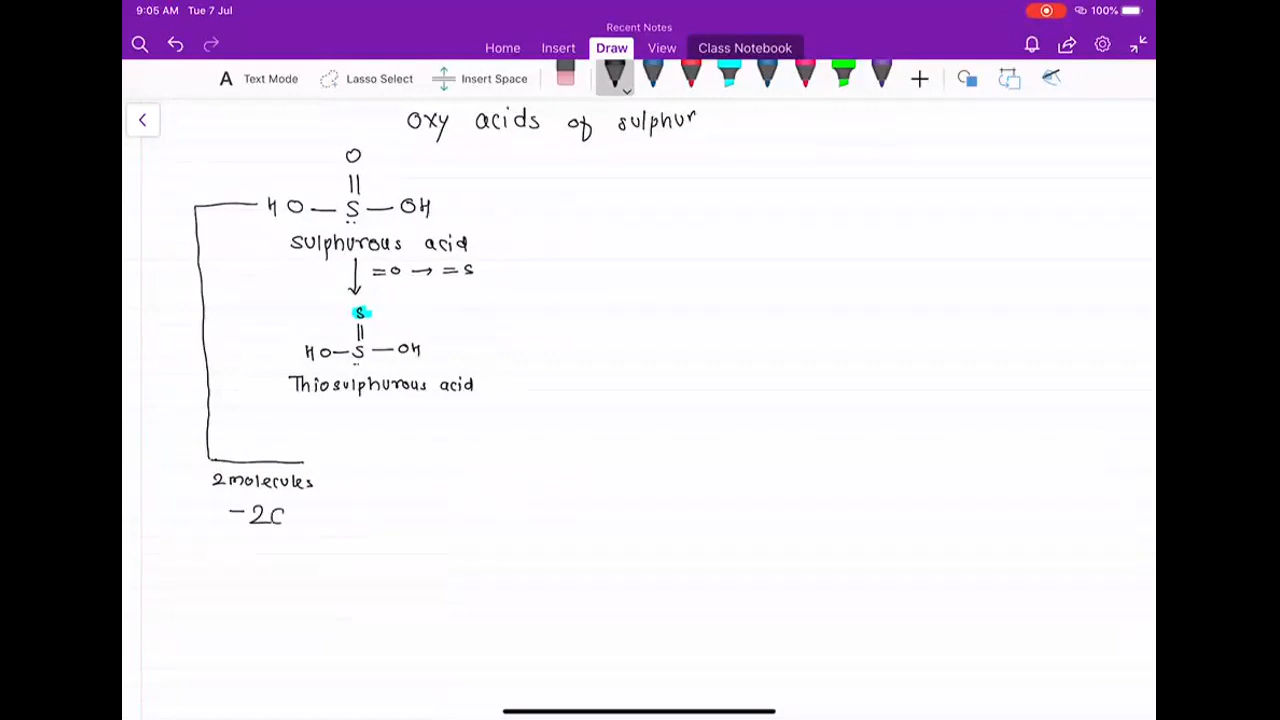 9:05 AM Tue 7 Jul
100%
Recent Notes
Home Insert Draw View Class Notebook
A Text Mode Lasso Select Insert Space
Oxy acids of sulphur
O
HO — S — OH
Sulphurous acid
=O → =S
S
HO — S — OH
Thiosulphurous acid
2 molecules